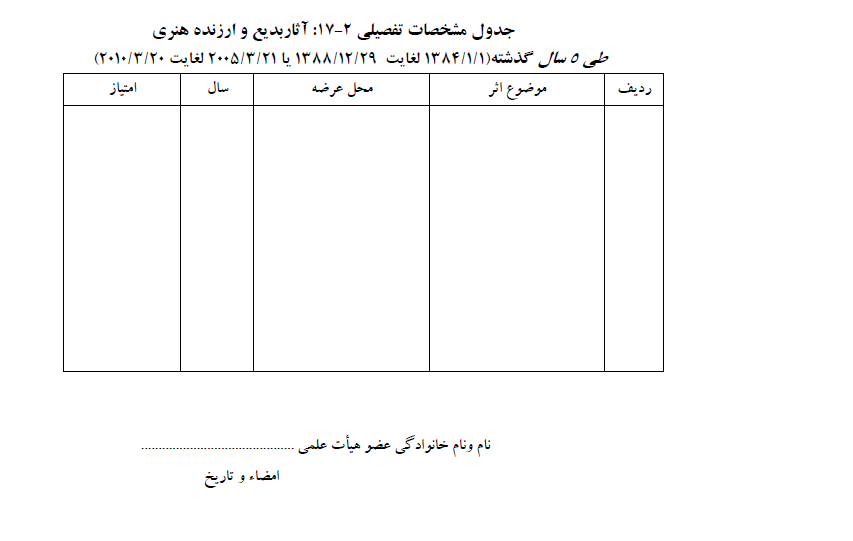 جدول مشخصات تفصیلی ۲-۱۷: آثاربدیع و ارزنده هنری
طی ۵ سال گذشته(۱۳۸۴/۱/۱ لغایت ۱۳۸۸/۱۲/۲۹ یا ۲۰۰۵/۳/۲۱ لغایت ۲۰۱۰/۳/۲۰)
ردیف موضوع اثر محل عرضه سال امتیاز
نام ونام خانوادگی عضو هیأت علمی ............................................
امضاء و تاریخ